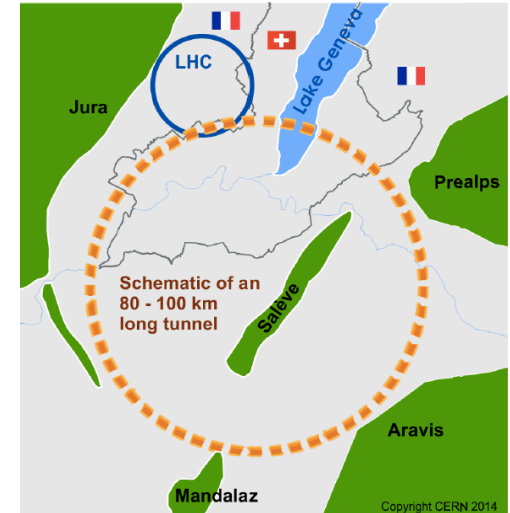 LHC
Lake Geneva
Jura
Prealps
Schematic of an
80 - 100 km
long tunnel
Salève
Aravis
Mandalaz
Copyright CERN 2014